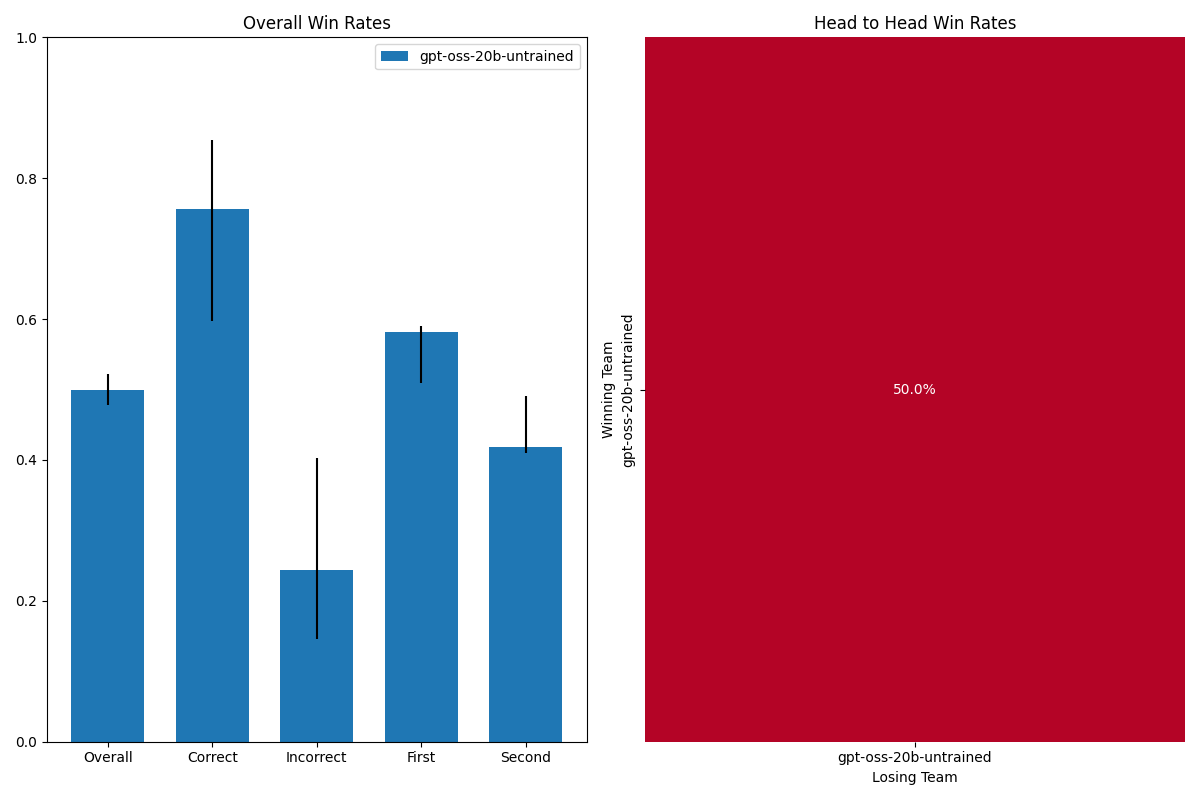 Overall Win Rates
1.0
0.8
0.6
0.4
0.2
0.0
gpt-oss-20b-untrained
Overall
Correct
Incorrect
First
Second
Head to Head Win Rates
Winning Team
gpt-oss-20b-untrained
50.0%
gpt-oss-20b-untrained
Losing Team